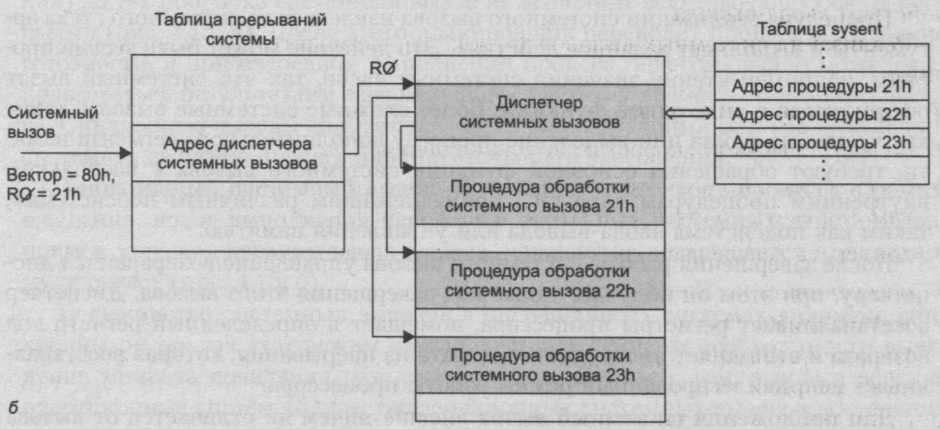 Таблица прерываний
системы
Таблица sysent
RØ
Адрес процедуры 21h
Адрес процедуры 22h
Адрес процедуры 23h
Системный
вызов
Вектор = 80h,
RØ = 21h
Адрес диспетчера
системных вызовов
Диспетчер
системных вызовов
Процедура обработки
системного вызова 21h
Процедура обработки
системного вызова 22h
Процедура обработки
системного вызова 23h
б